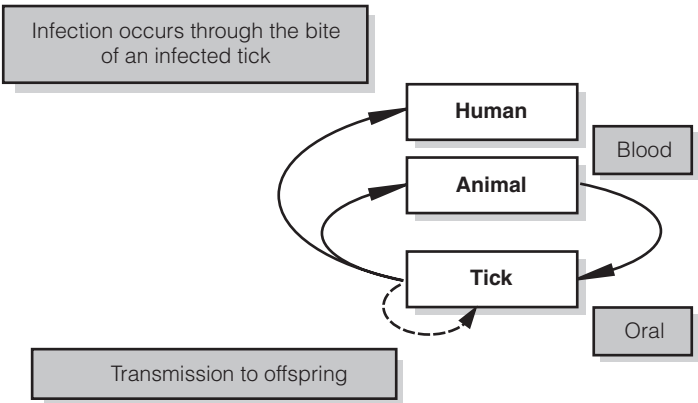 Infection occurs through the bite
of an infected tick
Human
Blood
Animal
Tick
Oral
Transmission to offspring